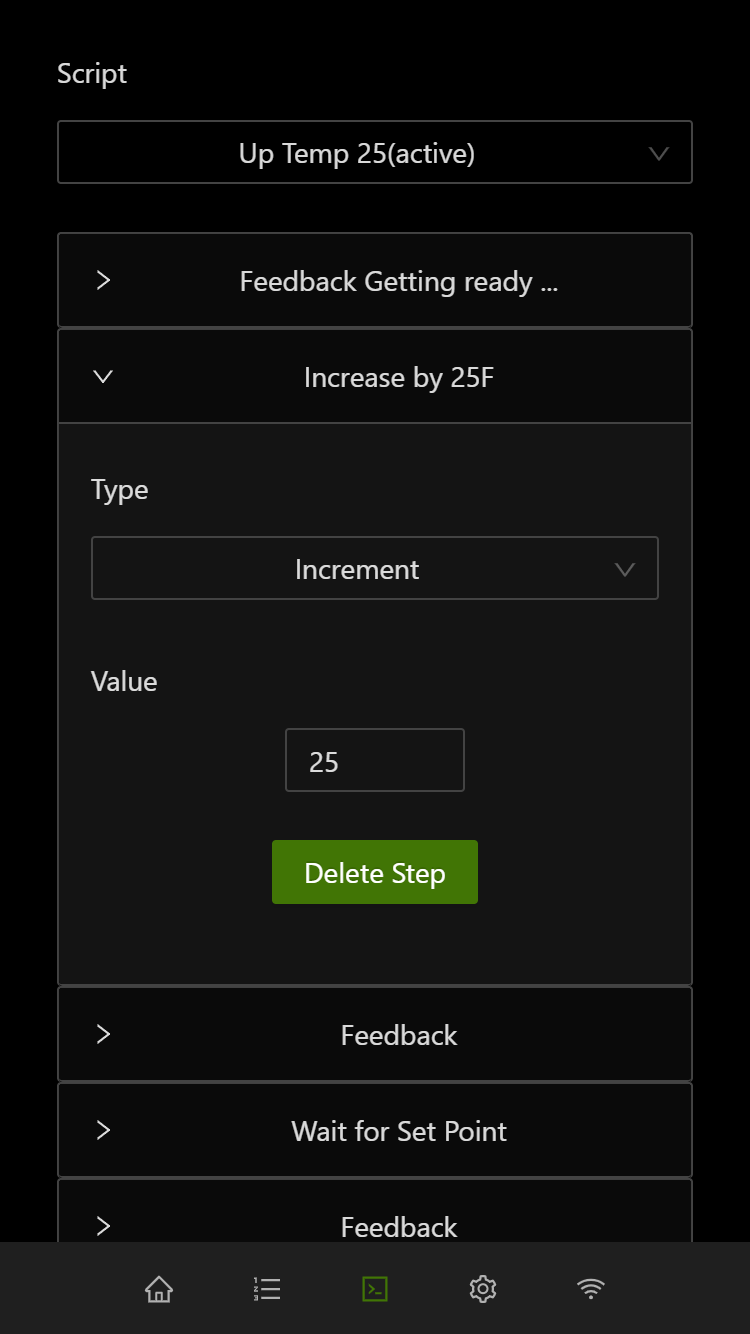 Script
Up Temp 25(active)
Feedback Getting ready ...
Increase by 25F
Type
Increment
Value
25
Delete Step
Feedback
Wait for Set Point
Feedback